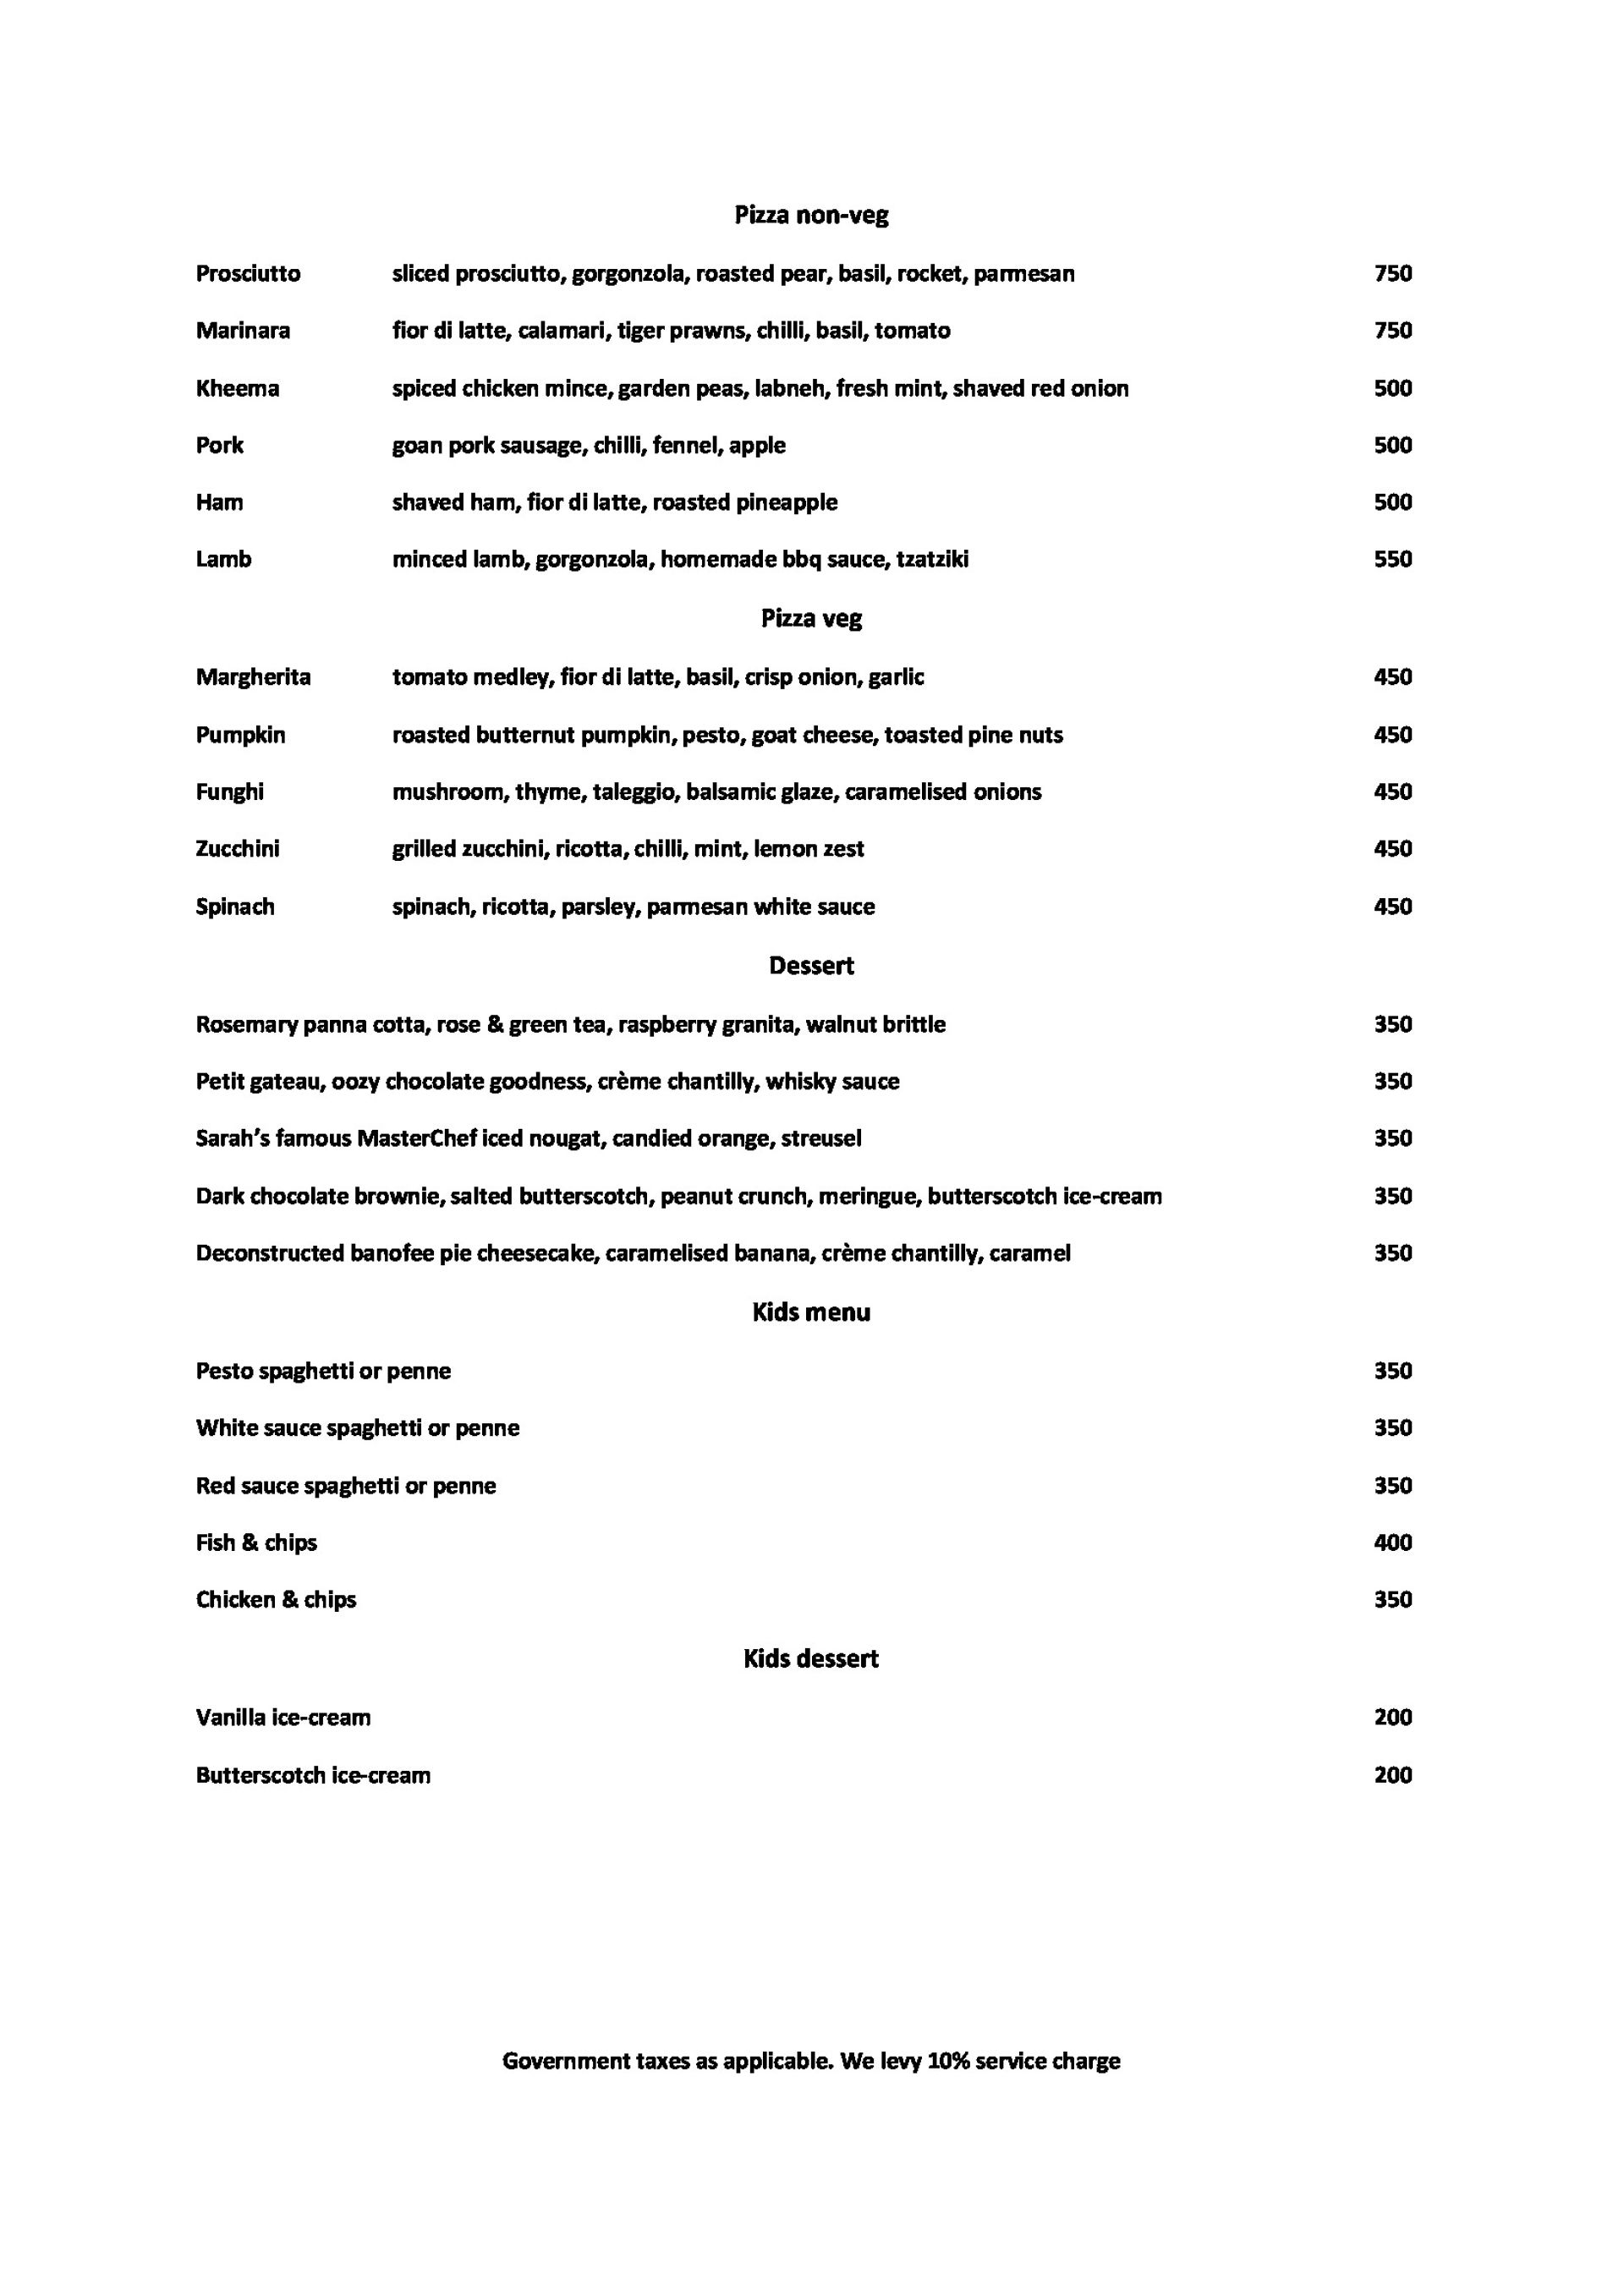 Pizza non-veg
Prosciutto sliced prosciutto, gorgonzola, roasted pear, basil, rocket, parmesan 750
Marinara fior di latte, calamari, tiger prawns, chilli, basil, tomato 750
Kheema spiced chicken mince, garden peas, labneh, fresh mint, shaved red onion 500
Pork goan pork sausage, chilli, fennel, apple 500
Ham shaved ham, fior di latte, roasted pineapple 500
Lamb minced lamb, gorgonzola, homemade bbq sauce, tzatziki 550
Pizza veg
Margherita tomato medley, fior di latte, basil, crisp onion, garlic 450
Pumpkin roasted butternut pumpkin, pesto, goat cheese, toasted pine nuts 450
Funghi mushroom, thyme, taleggio, balsamic glaze, caramelised onions 450
Zucchini grilled zucchini, ricotta, chilli, mint, lemon zest 450
Spinach spinach, ricotta, parsley, parmesan white sauce 450
Dessert
Rosemary panna cotta, rose & green tea, raspberry granita, walnut brittle 350
Petit gateau, oozy chocolate goodness, crème chantilly, whisky sauce 350
Sarah's famous MasterChef iced nougat, candied orange, streusel 350
Dark chocolate brownie, salted butterscotch, peanut crunch, meringue, butterscotch ice-cream 350
Deconstructed banofee pie cheesecake, caramelised banana, crème chantilly, caramel 350
Kids menu
Pesto spaghetti or penne 350
White sauce spaghetti or penne 350
Red sauce spaghetti or penne 350
Fish & chips 400
Chicken & chips 350
Kids dessert
Vanilla ice-cream 200
Butterscotch ice-cream 200
Government taxes as applicable. We levy 10% service charge